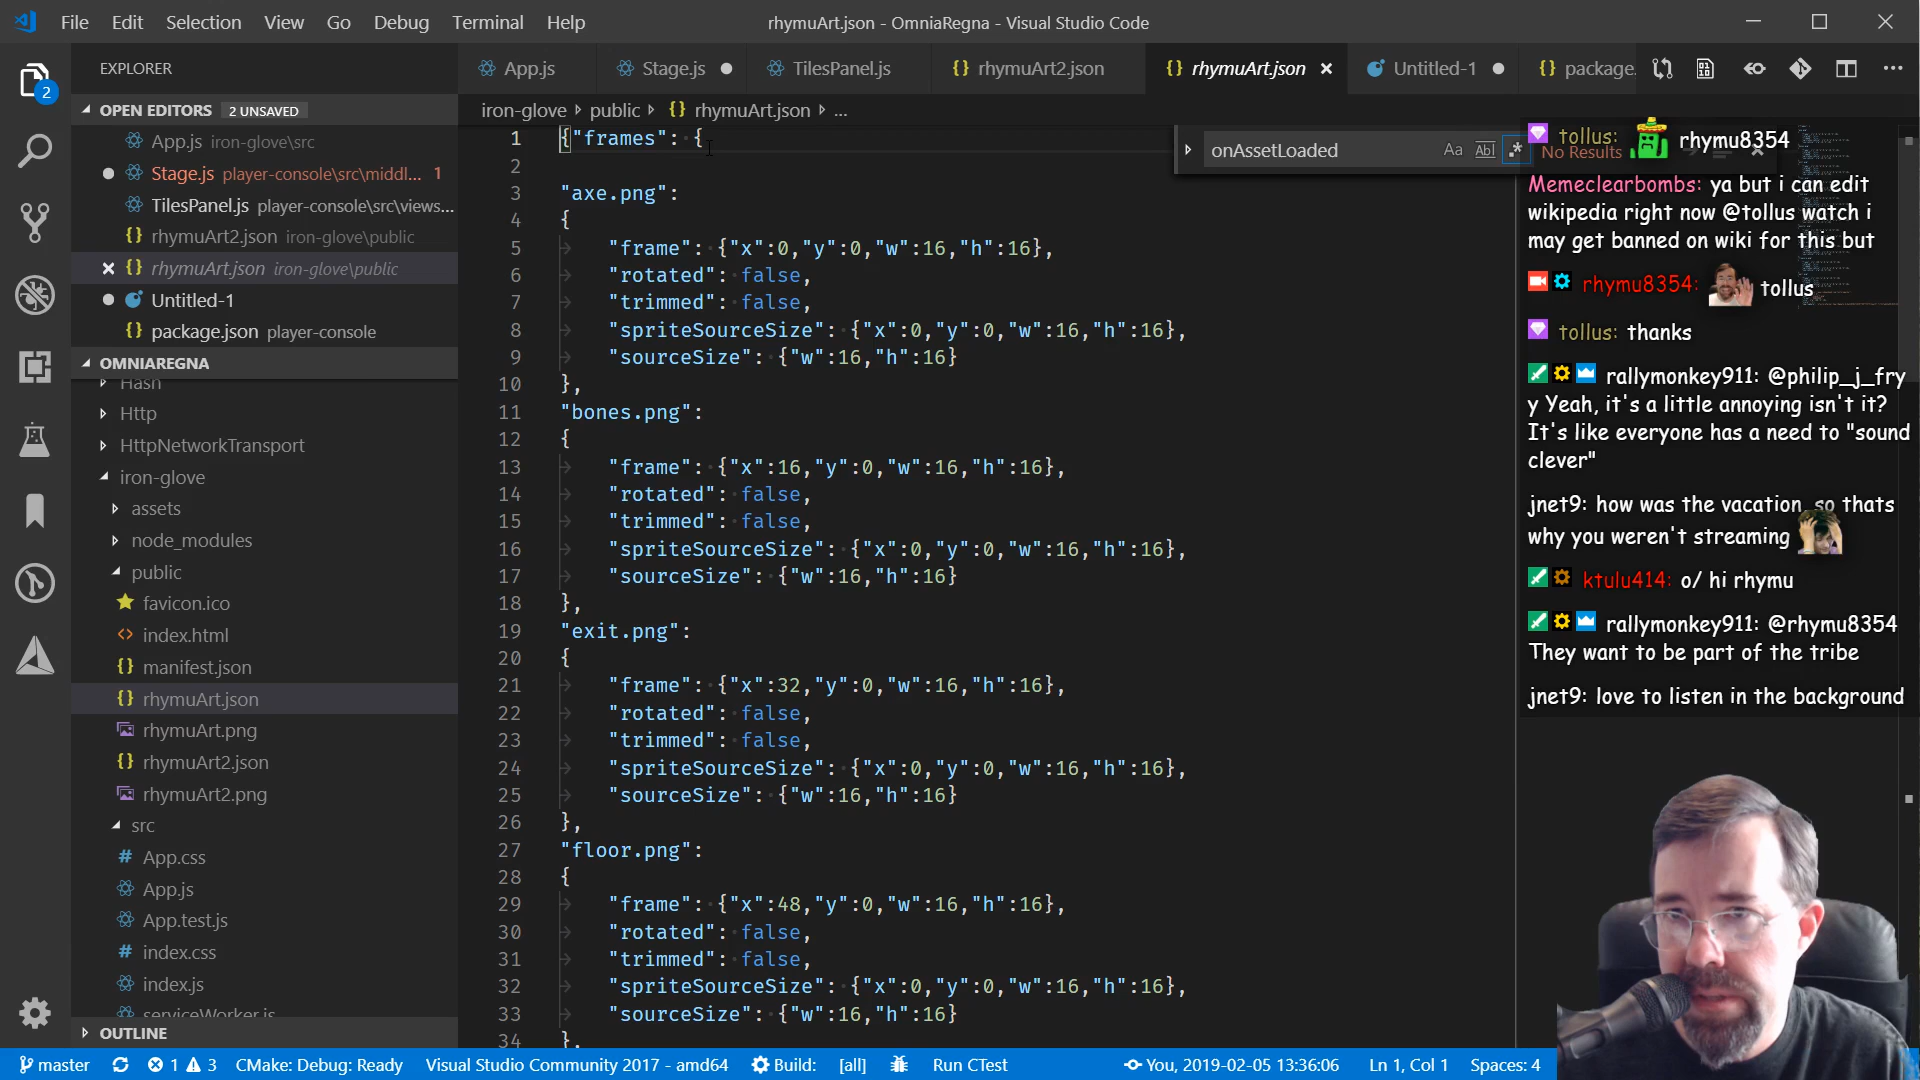 File Edit Selection View Go Debug Terminal Help
rhymuArt.json - OmniaRegna - Visual Studio Code
EXPLORER
OPEN EDITORS 2 UNSAVED
App.js iron-glove\src
Stage.js player-console\src\middl... 1
TilesPanel.js player-console\src\views...
rhymuArt2.json iron-glove\public
rhymuArt.json iron-glove\public
Untitled-1
package.json player-console
OMNIAREGNA
Hash
Http
HttpNetworkTransport
iron-glove
assets
node_modules
public
favicon.ico
index.html
manifest.json
rhymuArt.json
rhymuArt.png
rhymuArt2.json
rhymuArt2.png
src
App.css
App.js
App.test.js
index.css
index.js
serviceWorker.js
OUTLINE
2
App.js Stage.js TilesPanel.js rhymuArt2.json rhymuArt.json Untitled-1 package.
iron-glove public rhymuArt.json ...
onAssetLoaded Aa Abl .* No Results
1 {"frames": {
2
3 "axe.png":
4 {
5 "frame": {"x":0,"y":0,"w":16,"h":16},
6 "rotated": false,
7 "trimmed": false,
8 "spriteSourceSize": {"x":0,"y":0,"w":16,"h":16},
9 "sourceSize": {"w":16,"h":16}
10 },
11 "bones.png":
12 {
13 "frame": {"x":16,"y":0,"w":16,"h":16},
14 "rotated": false,
15 "trimmed": false,
16 "spriteSourceSize": {"x":0,"y":0,"w":16,"h":16},
17 "sourceSize": {"w":16,"h":16}
18 },
19 "exit.png":
20 {
21 "frame": {"x":32,"y":0,"w":16,"h":16},
22 "rotated": false,
23 "trimmed": false,
24 "spriteSourceSize": {"x":0,"y":0,"w":16,"h":16},
25 "sourceSize": {"w":16,"h":16}
26 },
27 "floor.png":
28 {
29 "frame": {"x":48,"y":0,"w":16,"h":16},
30 "rotated": false,
31 "trimmed": false,
32 "spriteSourceSize": {"x":0,"y":0,"w":16,"h":16},
33 "sourceSize": {"w":16,"h":16}
34 },
tollus: rhymu8354
Memeclearbombs: ya but i can edit
wikipedia right now @tollus watch i
may get banned on wiki for this but
rhymu8354: tollus
tollus: thanks
rallymonkey911: @philip_j_fry
y Yeah, it's a little annoying isn't it?
It's like everyone has a need to "sound
clever"
jnet9: how was the vacation so thats
why you weren't streaming
ktulu414: o/ hi rhymu
rallymonkey911: @rhymu8354
They want to be part of the tribe
jnet9: love to listen in the background
master 1 3 CMake: Debug: Ready Visual Studio Community 2017 - amd64 Build: [all] Run CTest You, 2019-02-05 13:36:06 Ln 1, Col 1 Spaces: 4